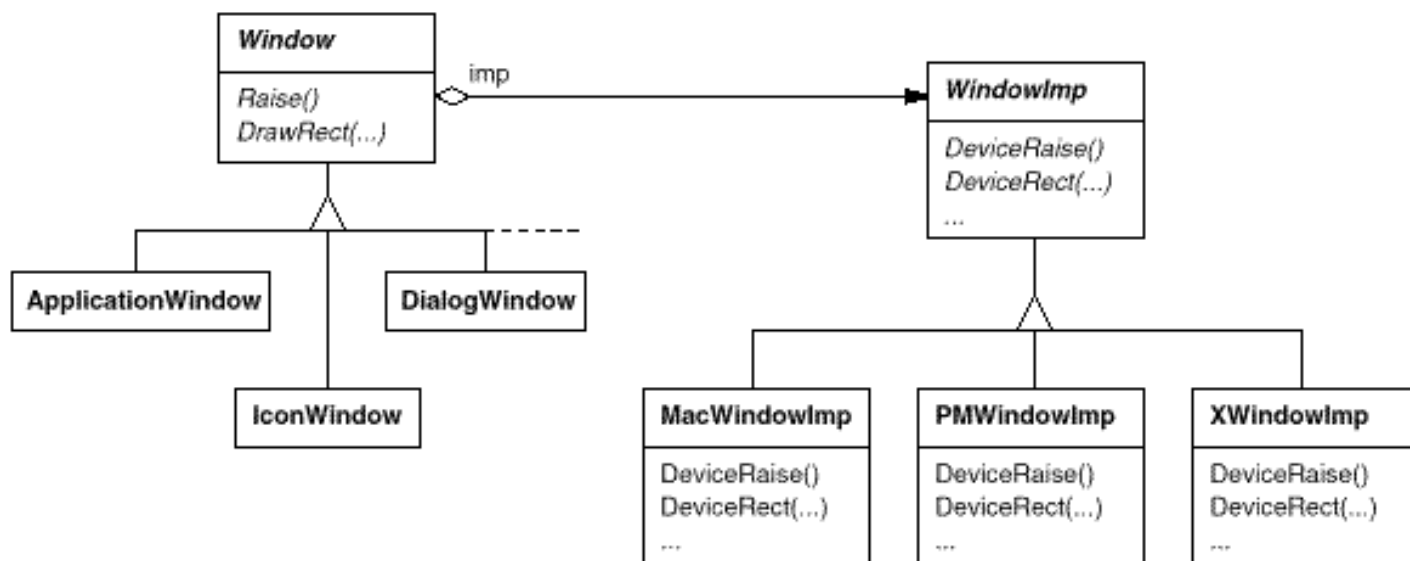 Window
Raise()
DrawRect(...)
imp
WindowImp
DeviceRaise()
DeviceRect(...)
...
ApplicationWindow
DialogWindow
IconWindow
MacWindowImp
DeviceRaise()
DeviceRect(...)
...
PMWindowImp
DeviceRaise()
DeviceRect(...)
...
XWindowImp
DeviceRaise()
DeviceRect(...)
...